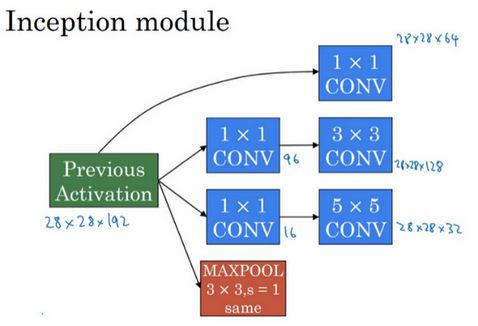 Inception module
28×28×64
1 × 1
CONV
1 × 1
CONV
96
3 × 3
CONV
28×28×128
Previous
Activation
28×28×192
1 × 1
CONV
16
5 × 5
CONV
28×28×32
MAXPOOL
3 × 3,s = 1
same